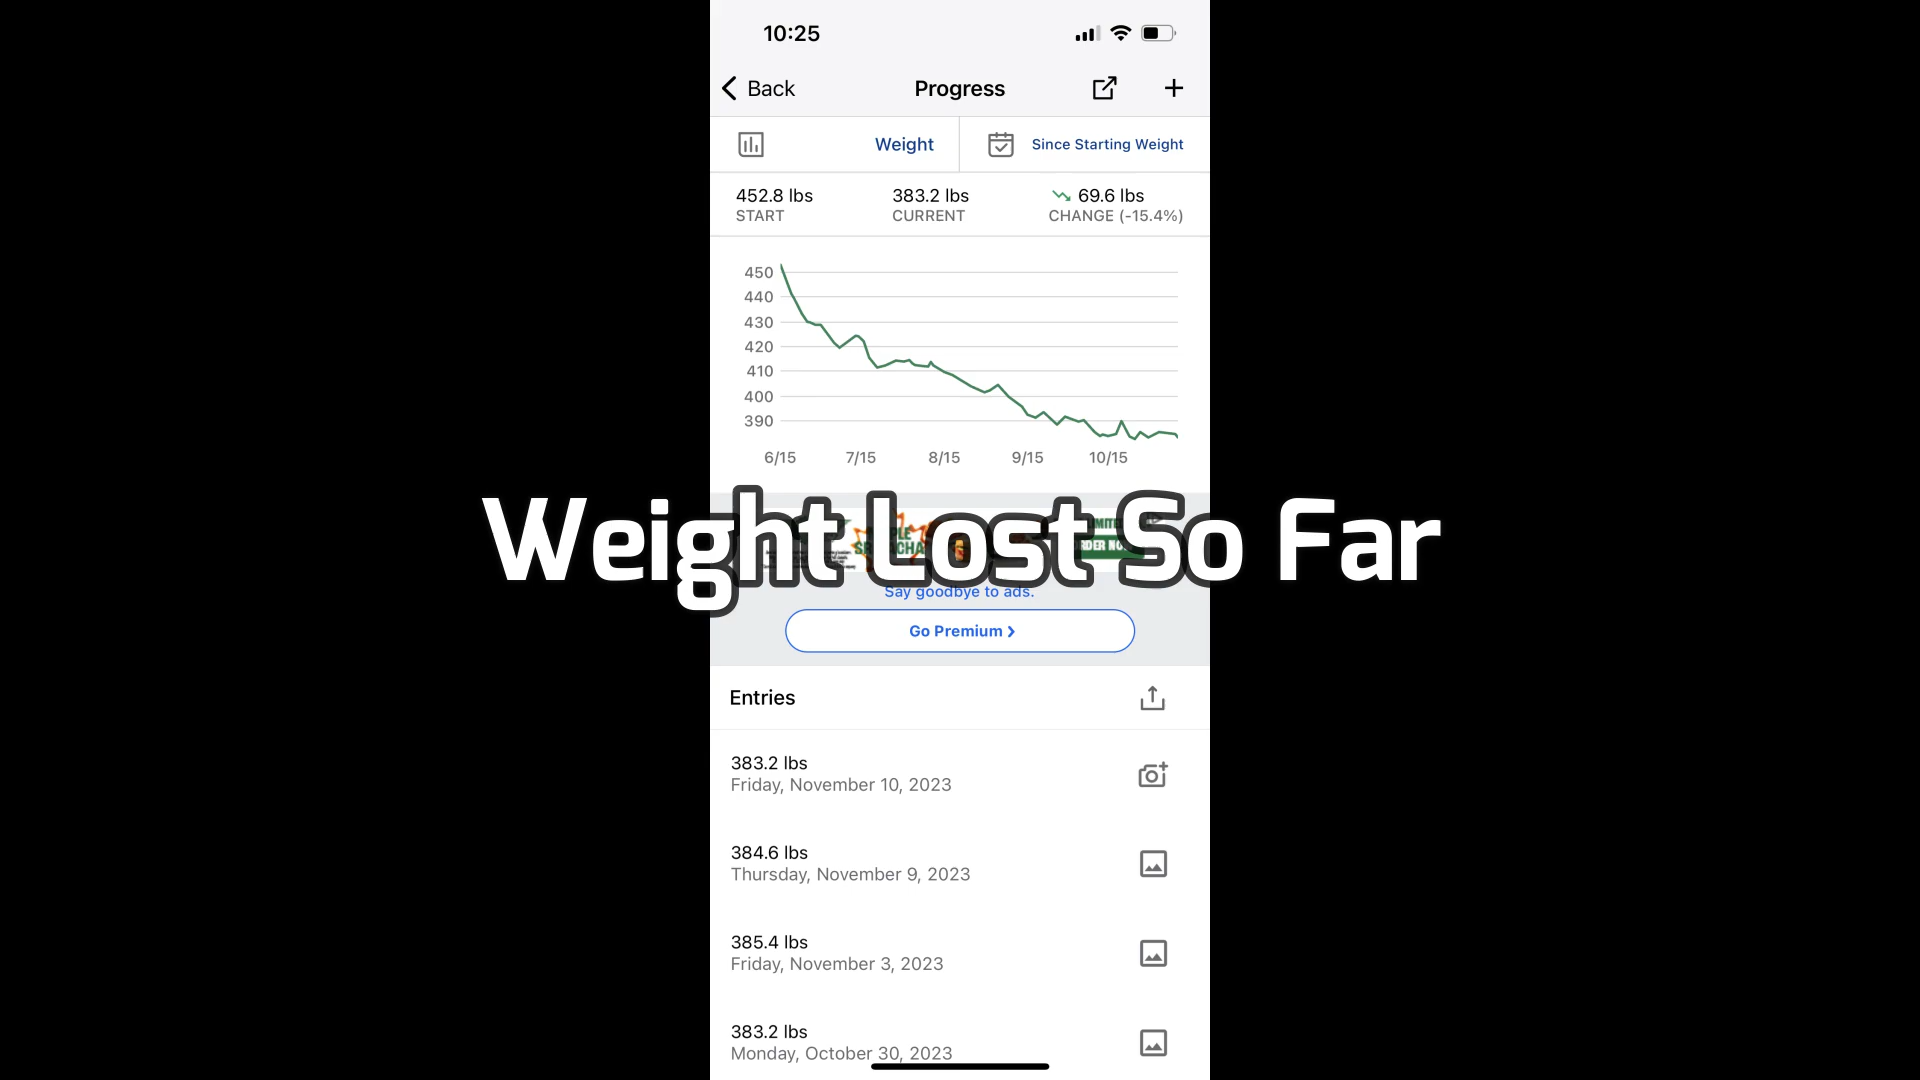 10:25
Back
Progress
Weight
Since Starting Weight
452.8 lbs
383.2 lbs
69.6 lbs
START
CURRENT
CHANGE (-15.4%)
450
440
430
420
410
400
390
6/15
7/15
8/15
9/15
10/15
Weight Lost So Far
Say goodbye to ads.
Go Premium
Entries
383.2 lbs
Friday, November 10, 2023
384.6 lbs
Thursday, November 9, 2023
385.4 lbs
Friday, November 3, 2023
383.2 lbs
Monday, October 30, 2023